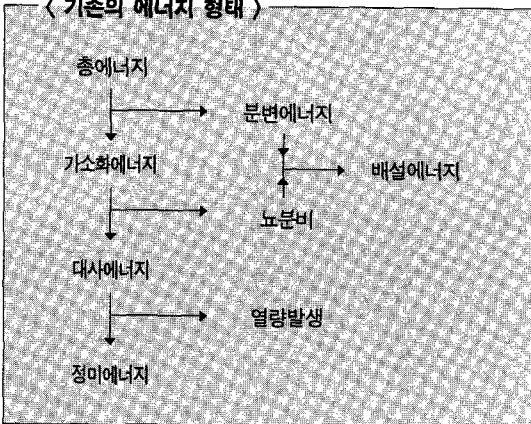 〈 기존의 에너지 형태 〉
총에너지
분변에너지
가소화에너지
배설에너지
뇨분비
대사에너지
열량발생
정미에너지